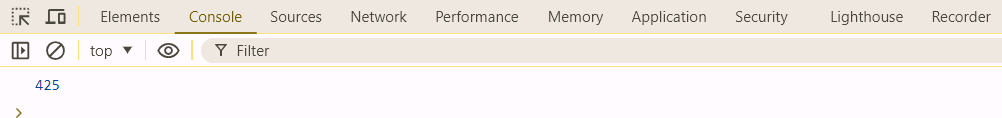 Elements Console Sources Network Performance Memory Application Security Lighthouse Recorder
top Filter
425